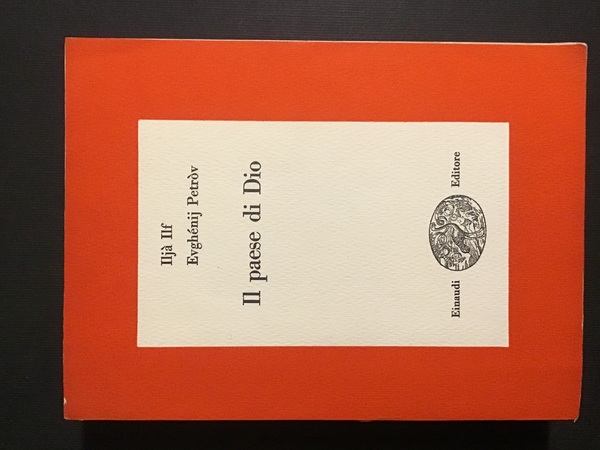 Iljà Ilf
Evghénij Petròv
Il paese di Dio
Einaudi Editore